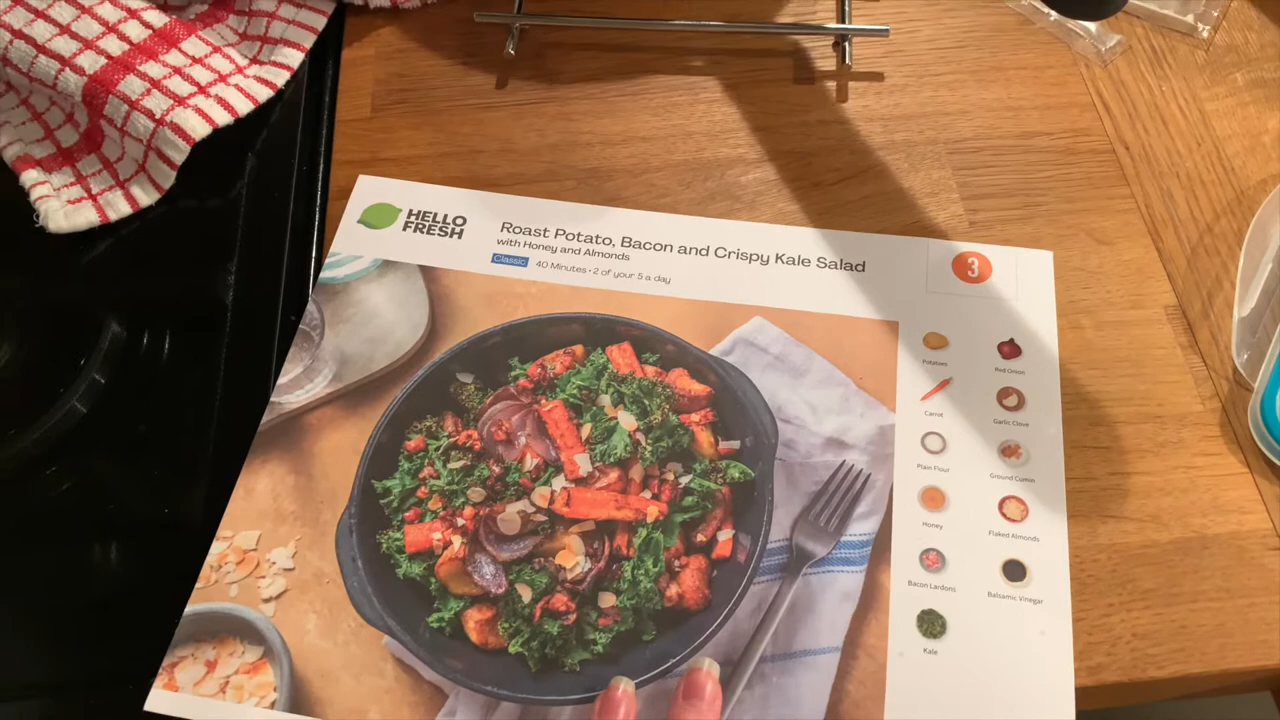 HELLO
FRESH
Roast Potato, Bacon and Crispy Kale Salad
with Honey and Almonds
Classic 40 Minutes • 2 of your 5 a day
3
Potatoes
Red Onion
Carrot
Garlic Clove
Plain Flour
Ground Cumin
Honey
Flaked Almonds
Bacon Lardons
Balsamic Vinegar
Kale